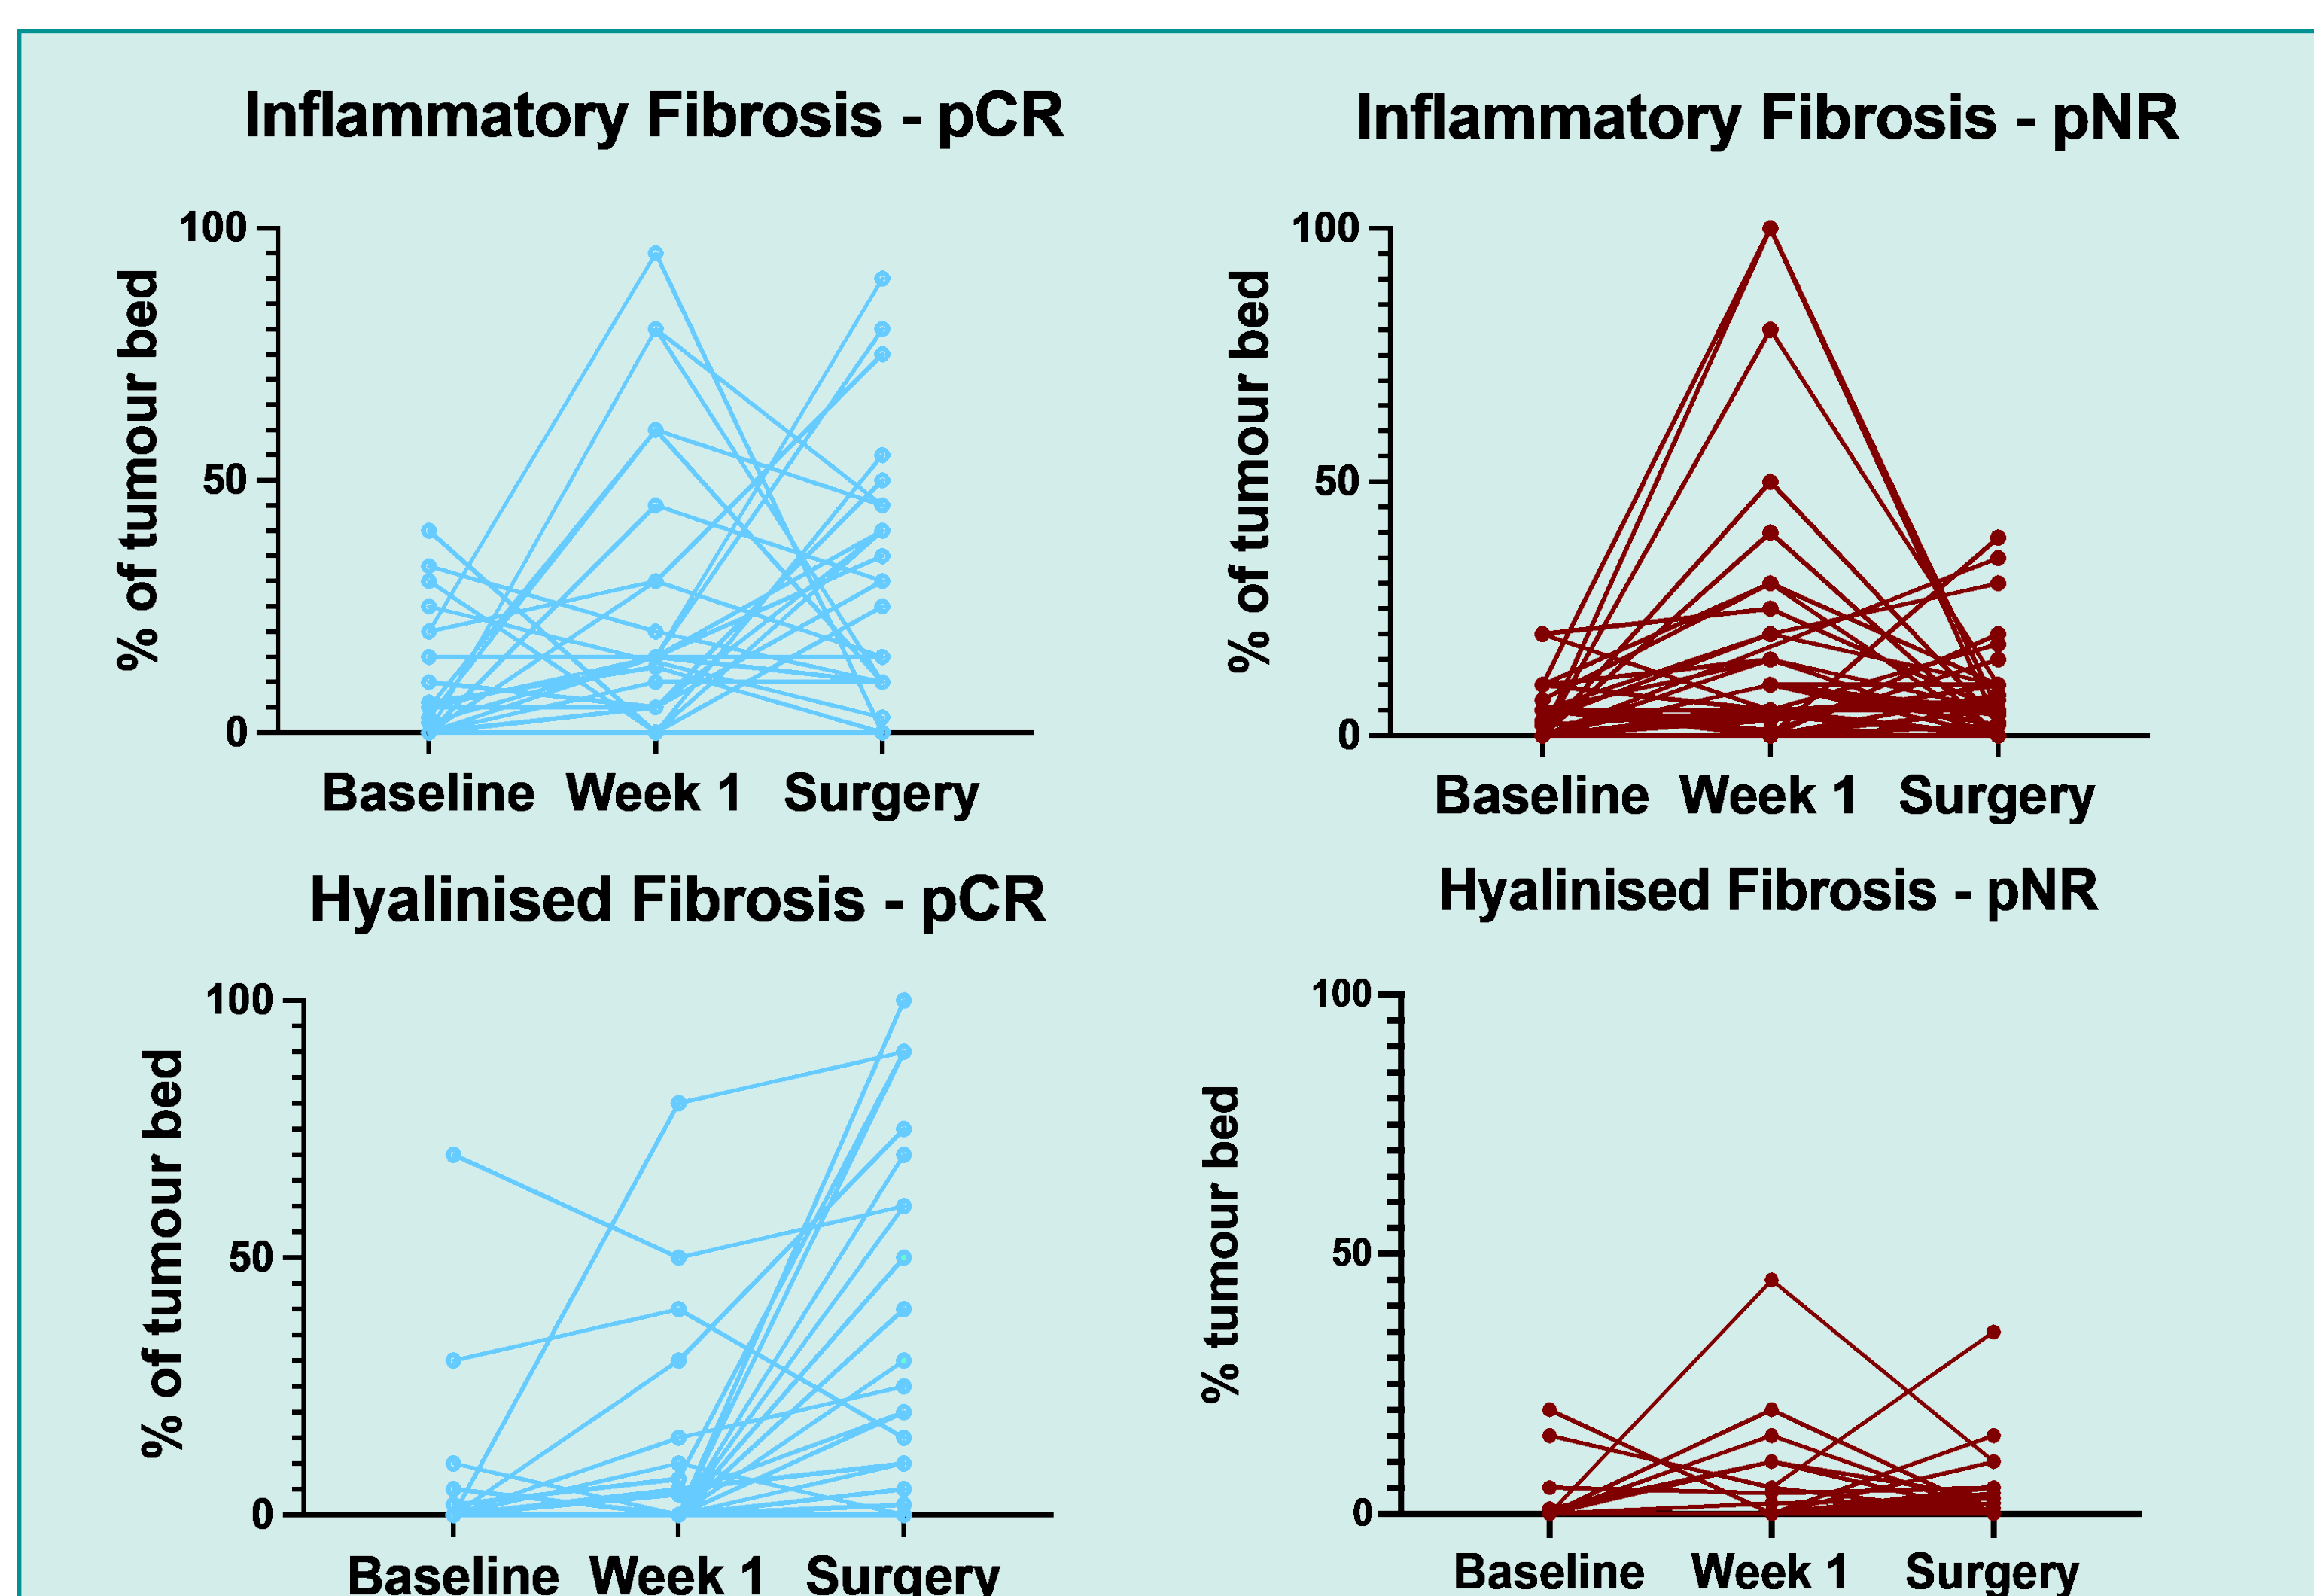 Inflammatory Fibrosis - pCR
100
50
0
% of tumour bed
Baseline Week 1 Surgery
Inflammatory Fibrosis - pNR
100
50
0
% of tumour bed
Baseline Week 1 Surgery
Hyalinised Fibrosis - pCR
100
50
0
% of tumour bed
Baseline Week 1 Surgery
Hyalinised Fibrosis - pNR
100
50
0
% tumour bed
Baseline Week 1 Surgery